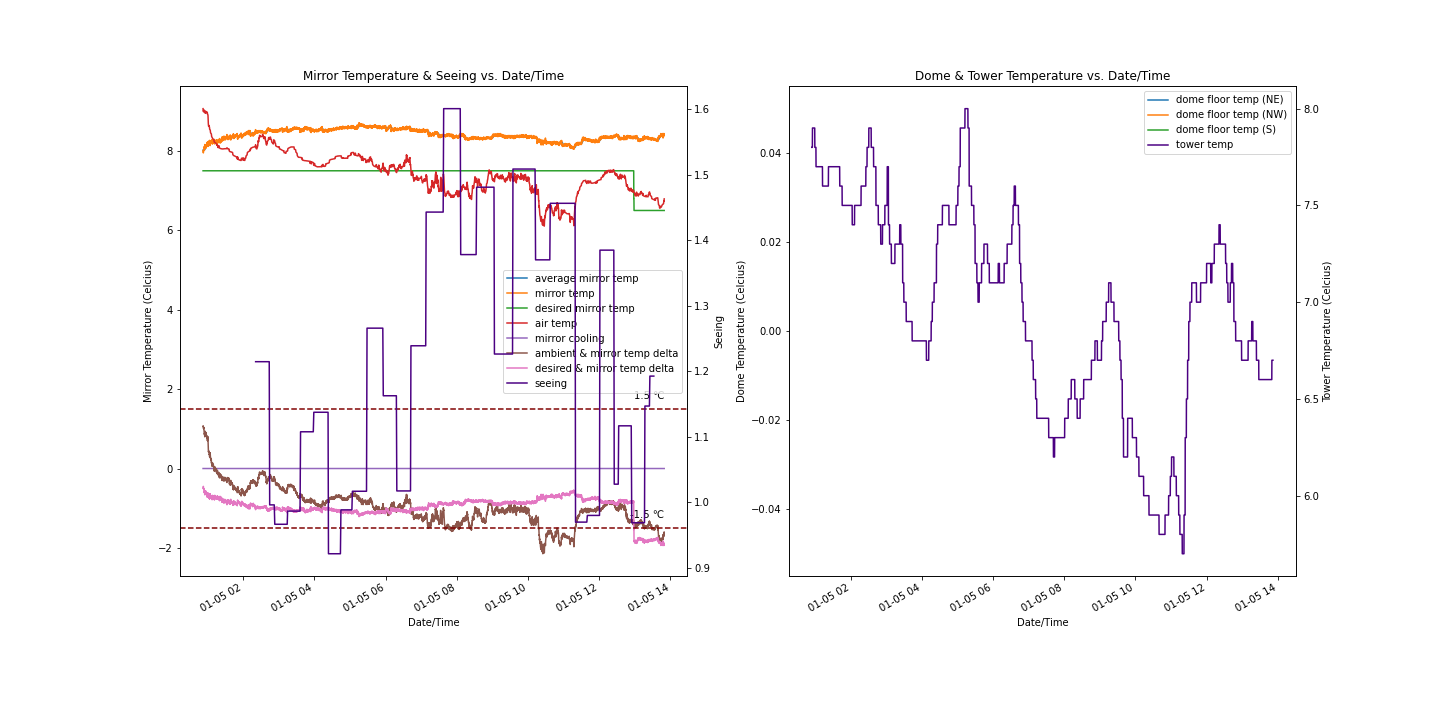 Mirror Temperature & Seeing vs. Date/Time
Mirror Temperature (Celcius)
8
6
4
2
0
−2
1.6
1.5
1.4
1.3
1.2
1.1
1.0
0.9
Seeing
average mirror temp
mirror temp
desired mirror temp
air temp
mirror cooling
ambient & mirror temp delta
desired & mirror temp delta
seeing
1.5 °C
-1.5 °C
01-05 02
01-05 04
01-05 06
01-05 08
01-05 10
01-05 12
01-05 14
Date/Time
Dome & Tower Temperature vs. Date/Time
Dome Temperature (Celcius)
0.04
0.02
0.00
−0.02
−0.04
dome floor temp (NE)
dome floor temp (NW)
dome floor temp (S)
tower temp
8.0
7.5
7.0
6.5
6.0
Tower Temperature (Celcius)
01-05 02
01-05 04
01-05 06
01-05 08
01-05 10
01-05 12
01-05 14
Date/Time